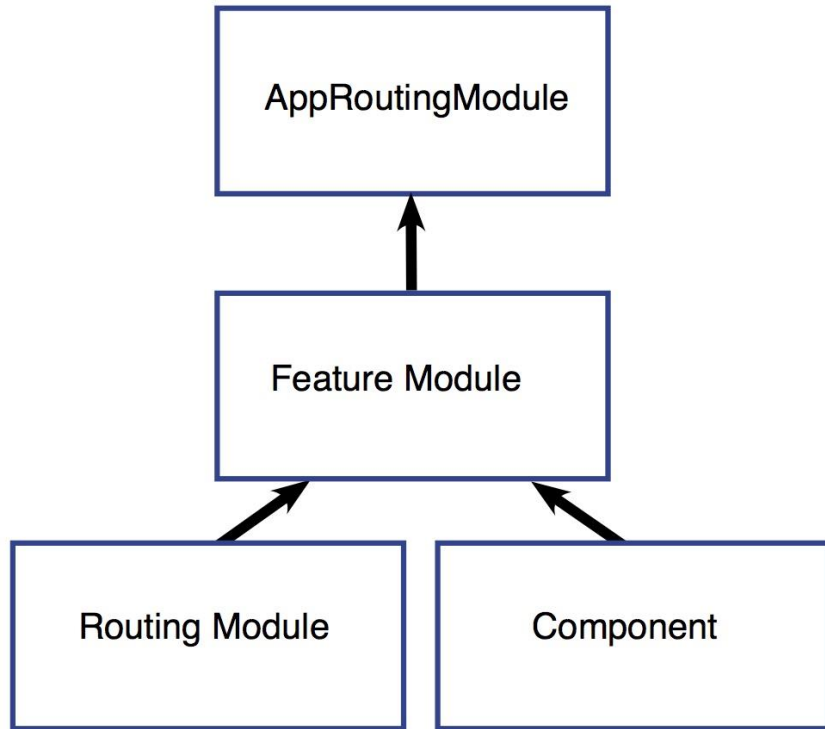 AppRoutingModule
Feature Module
Routing Module
Component